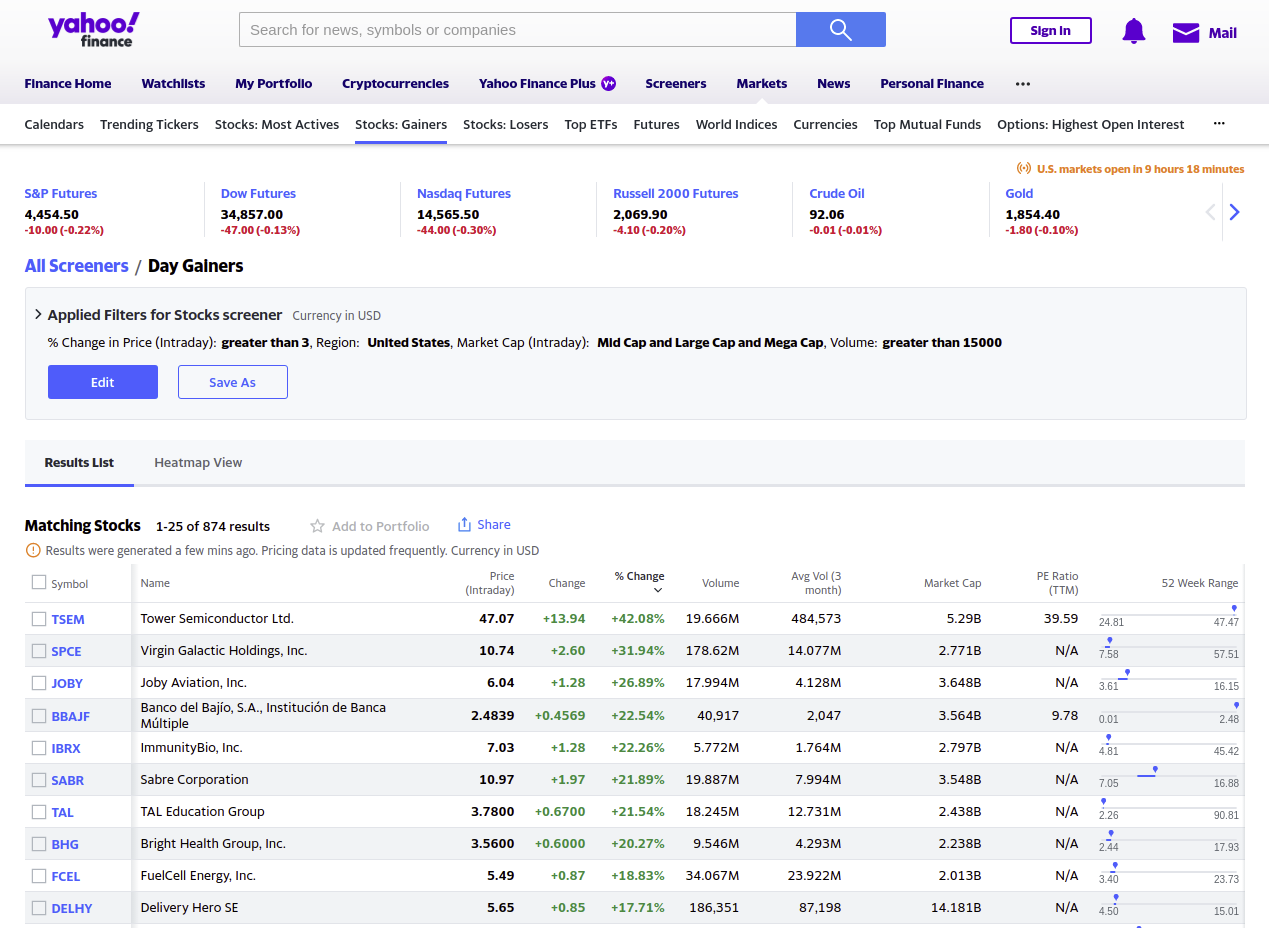 yahoo!
finance
Search for news, symbols or companies
Sign In
Mail
Finance Home Watchlists My Portfolio Cryptocurrencies Yahoo Finance Plus Y+ Screeners Markets News Personal Finance ...
Calendars Trending Tickers Stocks: Most Actives Stocks: Gainers Stocks: Losers Top ETFs Futures World Indices Currencies Top Mutual Funds Options: Highest Open Interest ...
U.S. markets open in 9 hours 18 minutes
S&P Futures Dow Futures Nasdaq Futures Russell 2000 Futures Crude Oil Gold
4,454.50 34,857.00 14,565.50 2,069.90 92.06 1,854.40
-10.00 (-0.22%) -47.00 (-0.13%) -44.00 (-0.30%) -4.10 (-0.20%) -0.01 (-0.01%) -1.80 (-0.10%)
All Screeners / Day Gainers
Applied Filters for Stocks screener Currency in USD
% Change in Price (Intraday): greater than 3, Region: United States, Market Cap (Intraday): Mid Cap and Large Cap and Mega Cap, Volume: greater than 15000
Edit Save As
Results List Heatmap View
Matching Stocks 1-25 of 874 results Add to Portfolio Share
Results were generated a few mins ago. Pricing data is updated frequently. Currency in USD
Symbol Name Price (Intraday) Change % Change Volume Avg Vol (3 month) Market Cap PE Ratio (TTM) 52 Week Range
TSEM Tower Semiconductor Ltd. 47.07 +13.94 +42.08% 19.666M 484,573 5.29B 39.59 24.81 47.47
SPCE Virgin Galactic Holdings, Inc. 10.74 +2.60 +31.94% 178.62M 14.077M 2.771B N/A 7.58 57.51
JOBY Joby Aviation, Inc. 6.04 +1.28 +26.89% 17.994M 4.128M 3.648B N/A 3.61 16.15
BBAJF Banco del Bajío, S.A., Institución de Banca Múltiple 2.4839 +0.4569 +22.54% 40,917 2,047 3.564B 9.78 0.01 2.48
IBRX ImmunityBio, Inc. 7.03 +1.28 +22.26% 5.772M 1.764M 2.797B N/A 4.81 45.42
SABR Sabre Corporation 10.97 +1.97 +21.89% 19.887M 7.994M 3.548B N/A 7.05 16.88
TAL TAL Education Group 3.7800 +0.6700 +21.54% 18.245M 12.731M 2.438B N/A 2.26 90.81
BHG Bright Health Group, Inc. 3.5600 +0.6000 +20.27% 9.546M 4.293M 2.238B N/A 2.44 17.93
FCEL FuelCell Energy, Inc. 5.49 +0.87 +18.83% 34.067M 23.922M 2.013B N/A 3.40 23.73
DELHY Delivery Hero SE 5.65 +0.85 +17.71% 186,351 87,198 14.181B N/A 4.50 15.01